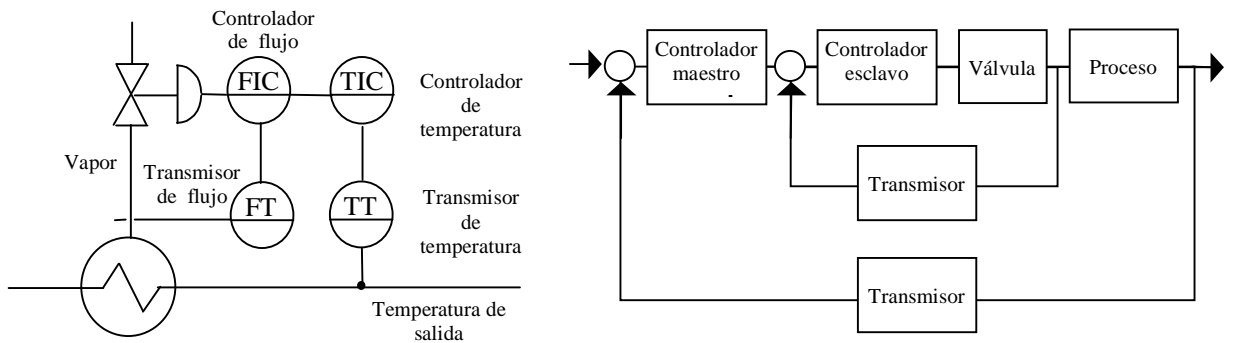 Controlador
de flujo
FIC
TIC
Controlador
de
temperatura
Vapor
Transmisor
de flujo
FT
TT
Transmisor
de
temperatura
Temperatura de
salida
Controlador
maestro
Controlador
esclavo
Válvula
Proceso
Transmisor
Transmisor